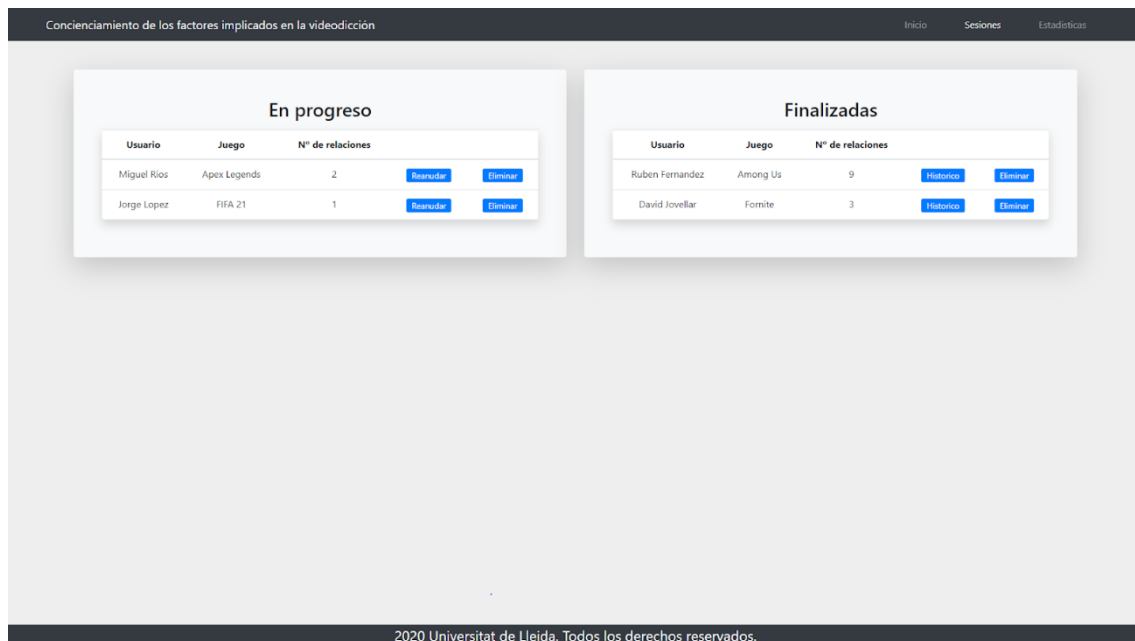 Concienciamiento de los factores implicados en la videodicción
Inicio Sesiones Estadisticas
En progreso
Usuario Juego Nº de relaciones
Miguel Rios Apex Legends 2 Reanudar Eliminar
Jorge Lopez FIFA 21 1 Reanudar Eliminar
Finalizadas
Usuario Juego Nº de relaciones
Ruben Fernandez Among Us 9 Historico Eliminar
David Jovellar Fornite 3 Historico Eliminar
2020 Universitat de Lleida. Todos los derechos reservados.